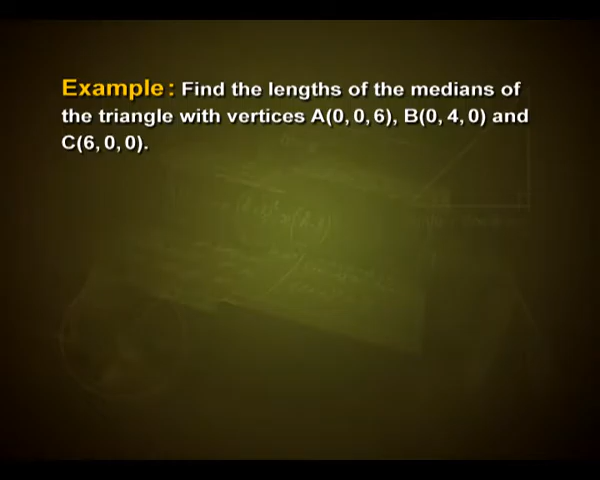 Example: Find the lengths of the medians of
the triangle with vertices A(0, 0, 6), B(0, 4, 0) and
C(6, 0, 0).